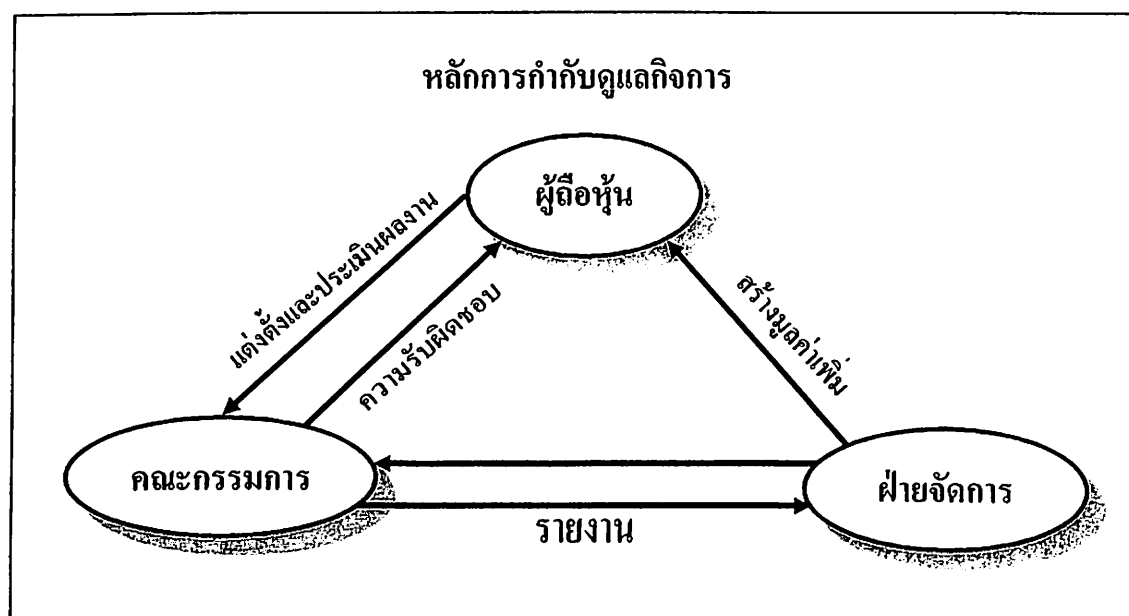 หลักการกำกับดูแลกิจการ
ผู้ถือหุ้น
แต่งตั้งและประเมินผลงาน
ความรับผิดชอบ
สร้างมูลค่าเพิ่ม
คณะกรรมการ
ฝ่ายจัดการ
รายงาน